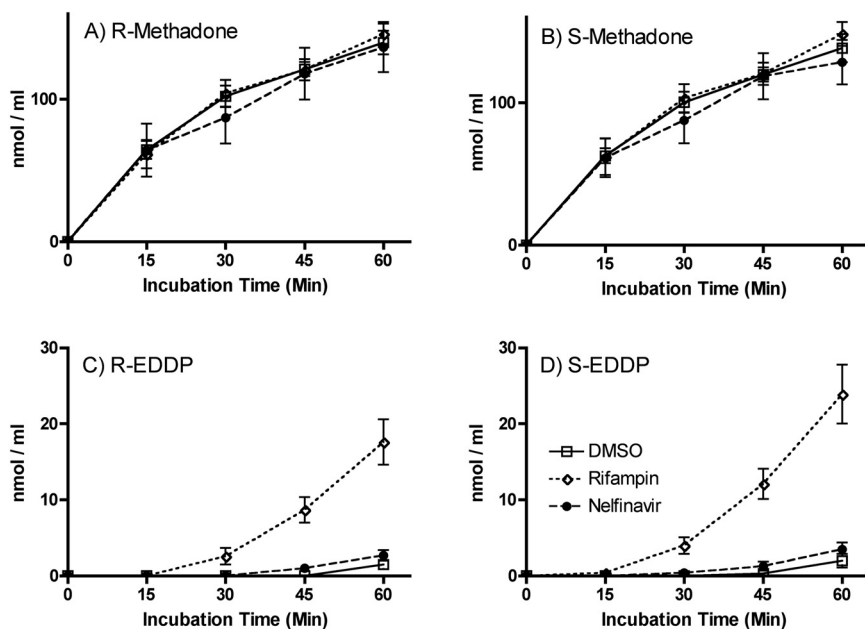 A) R-Methadone
nmol / ml
100
0
0 15 30 45 60
Incubation Time (Min)
B) S-Methadone
nmol / ml
100
0
0 15 30 45 60
Incubation Time (Min)
C) R-EDDP
nmol / ml
30
20
10
0
0 15 30 45 60
Incubation Time (Min)
D) S-EDDP
nmol / ml
30
20
10
0
DMSO
Rifampin
Nelfinavir
0 15 30 45 60
Incubation Time (Min)